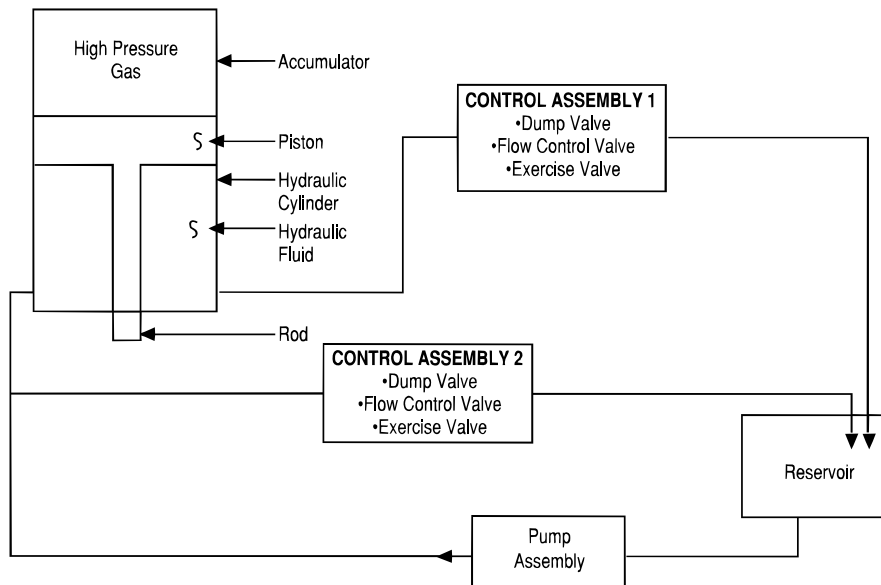 High Pressure
Gas
Accumulator
Piston
Hydraulic
Cylinder
Hydraulic
Fluid
Rod
CONTROL ASSEMBLY 1
•Dump Valve
•Flow Control Valve
•Exercise Valve
CONTROL ASSEMBLY 2
•Dump Valve
•Flow Control Valve
•Exercise Valve
Reservoir
Pump
Assembly